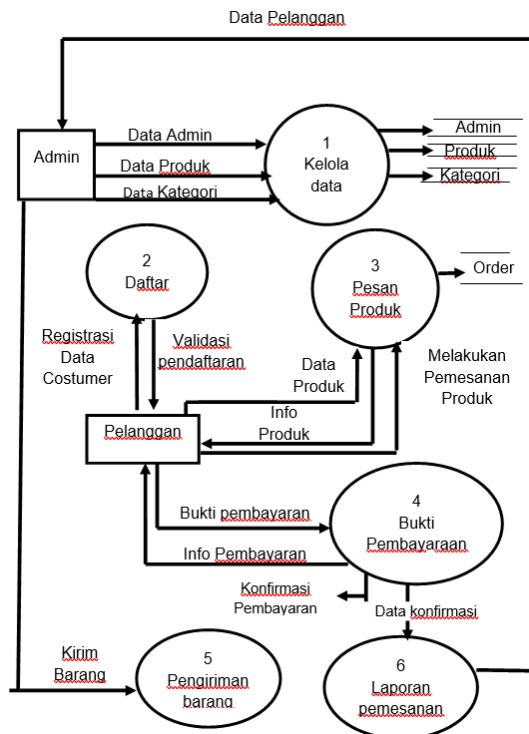 Data Pelanggan
Admin
Data Admin
Data Produk
Data Kategori
1
Kelola
data
Admin
Produk
Kategori
2
Daftar
3
Pesan
Produk
Order
Registrasi
Data
Costumer
Validasi
pendaftaran
Data
Produk
Info
Produk
Melakukan
Pemesanan
Produk
Pelanggan
Bukti pembayaran
Info Pembayaran
4
Bukti
Pembayaraan
Konfirmasi
Pembayaran
Data konfirmasi
Kirim
Barang
5
Pengiriman
barang
6
Laporan
pemesanan